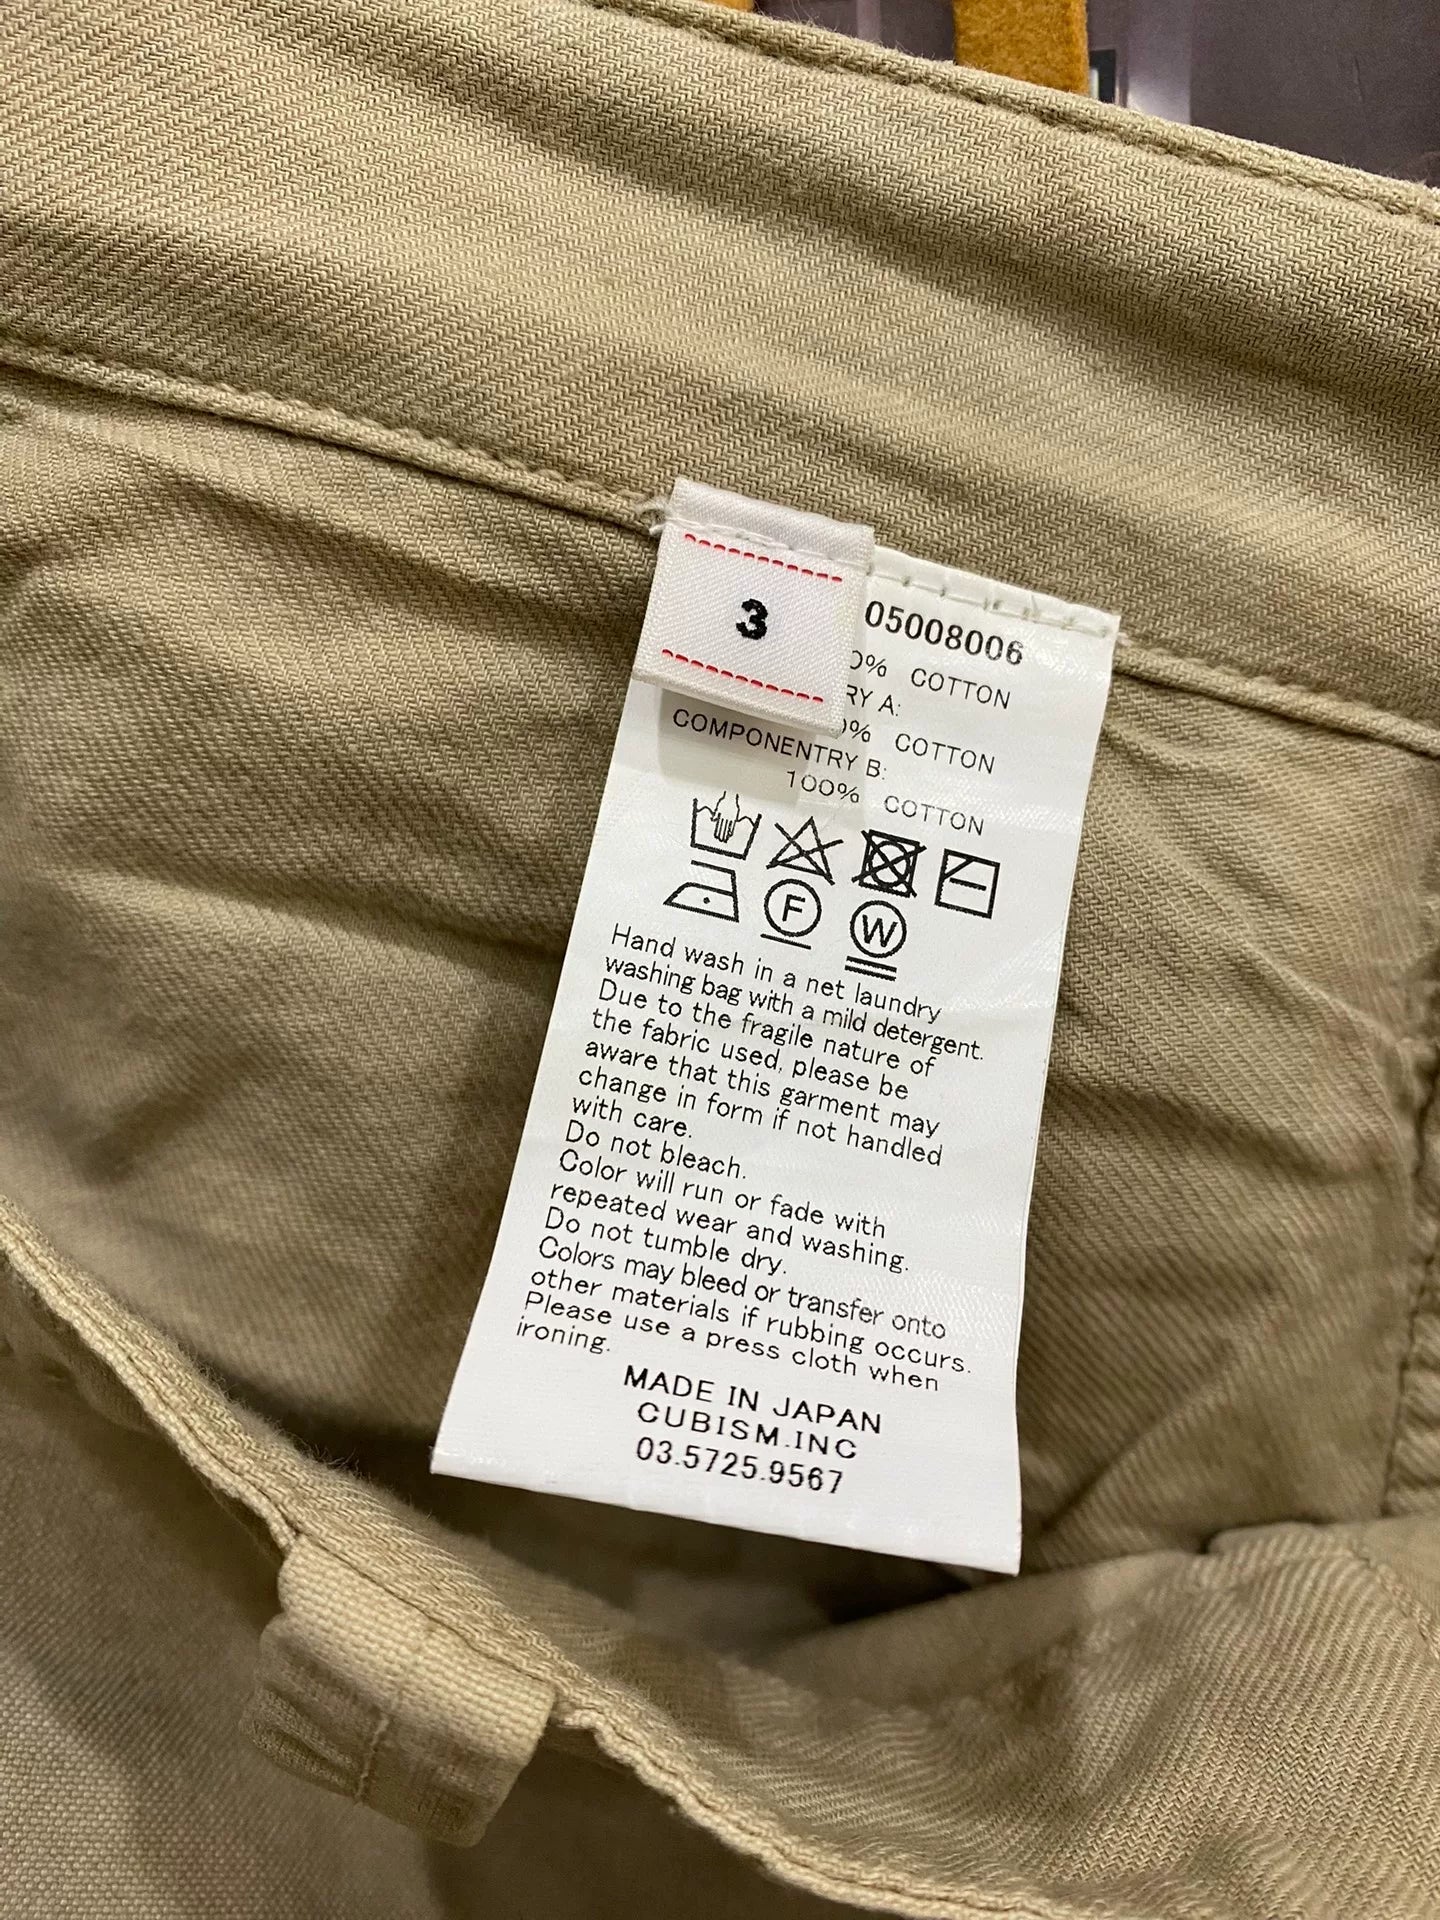 3
05008006
0% COTTON
RY A:
0% COTTON
COMPONENTRY B:
100% COTTON
F
W
Hand wash in a net laundry
washing bag with a mild detergent.
Due to the fragile nature of
the fabric used, please be
aware that this garment may
change in form if not handled
with care.
Do not bleach.
Color will run or fade with
repeated wear and washing.
Do not tumble dry.
Colors may bleed or transfer onto
other materials if rubbing occurs.
Please use a press cloth when
ironing.
MADE IN JAPAN
CUBISM.INC
03.5725.9567